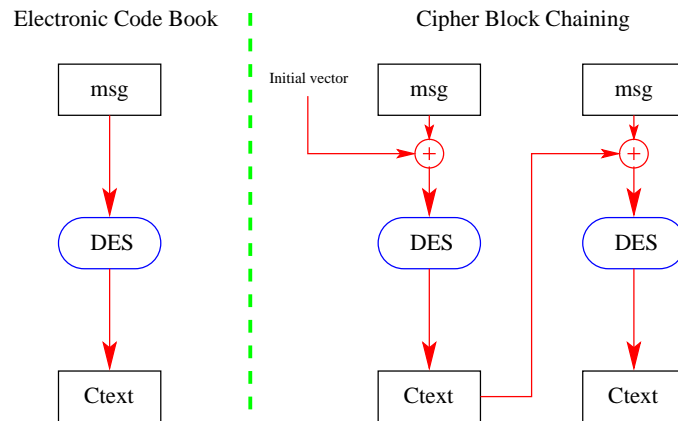 Electronic Code Book
Cipher Block Chaining
Initial vector
msg
msg
msg
+
+
DES
DES
DES
Ctext
Ctext
Ctext